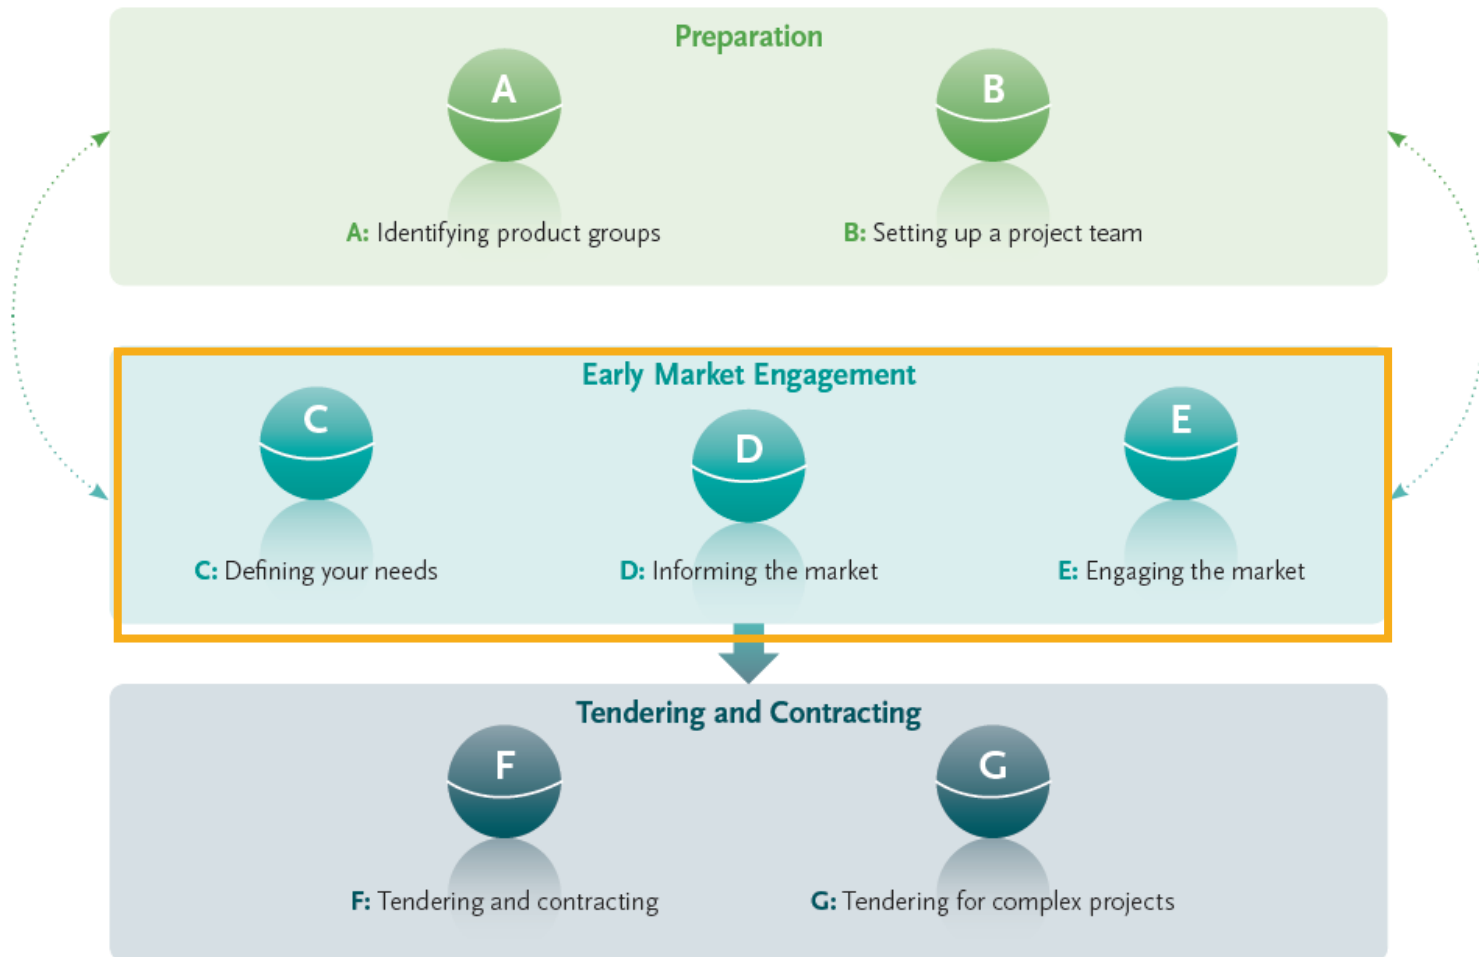 Preparation
A
B
A: Identifying product groups
B: Setting up a project team
Early Market Engagement
C
D
E
C: Defining your needs
D: Informing the market
E: Engaging the market
Tendering and Contracting
F
G
F: Tendering and contracting
G: Tendering for complex projects